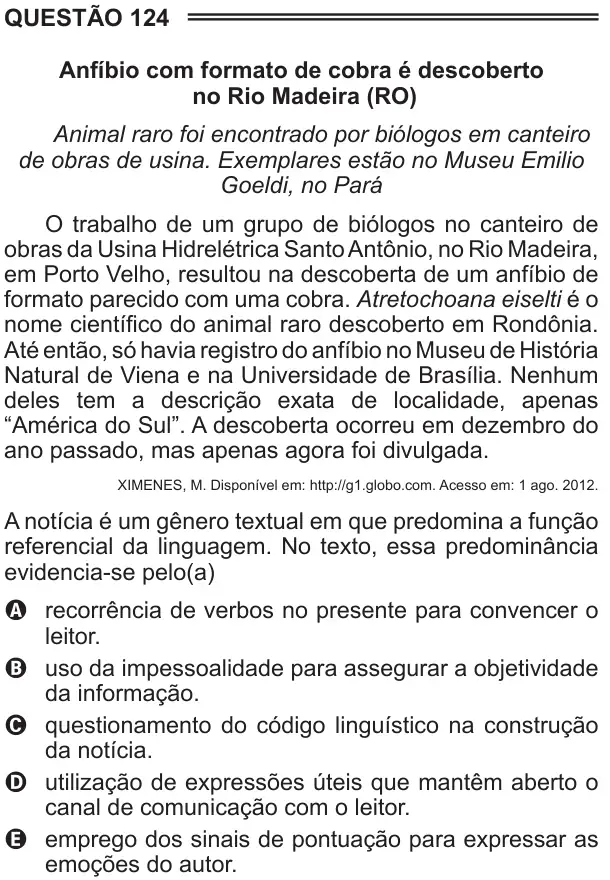 QUESTÃO 124
Anfíbio com formato de cobra é descoberto
no Rio Madeira (RO)
Animal raro foi encontrado por biólogos em canteiro
de obras de usina. Exemplares estão no Museu Emilio
Goeldi, no Pará
O trabalho de um grupo de biólogos no canteiro de
obras da Usina Hidrelétrica Santo Antônio, no Rio Madeira,
em Porto Velho, resultou na descoberta de um anfíbio de
formato parecido com uma cobra. Atretochoana eiselti é o
nome científico do animal raro descoberto em Rondônia.
Até então, só havia registro do anfíbio no Museu de História
Natural de Viena e na Universidade de Brasília. Nenhum
deles tem a descrição exata de localidade, apenas
“América do Sul”. A descoberta ocorreu em dezembro do
ano passado, mas apenas agora foi divulgada.
XIMENES, M. Disponível em: http://g1.globo.com. Acesso em: 1 ago. 2012.
A notícia é um gênero textual em que predomina a função
referencial da linguagem. No texto, essa predominância
evidencia-se pelo(a)
A recorrência de verbos no presente para convencer o
leitor.
B uso da impessoalidade para assegurar a objetividade
da informação.
C questionamento do código linguístico na construção
da notícia.
D utilização de expressões úteis que mantêm aberto o
canal de comunicação com o leitor.
E emprego dos sinais de pontuação para expressar as
emoções do autor.